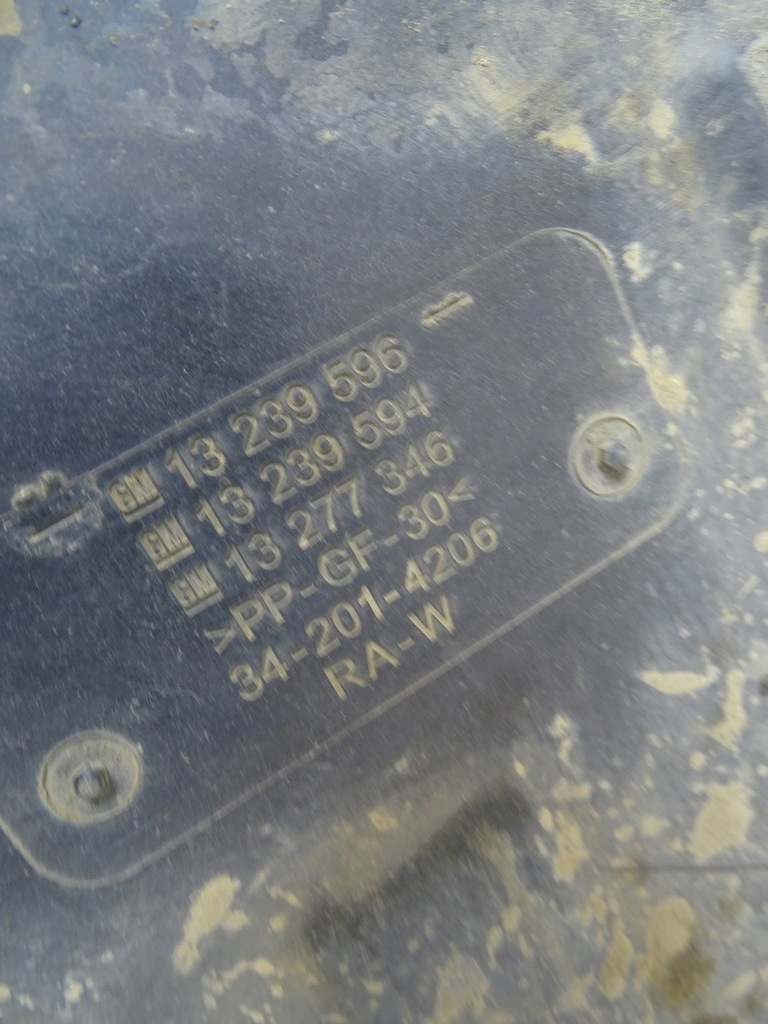 GM 13 239 596
GM 13 239 594
GM 13 277 346
>PP-GF-30<
34-201-4206
RA-W